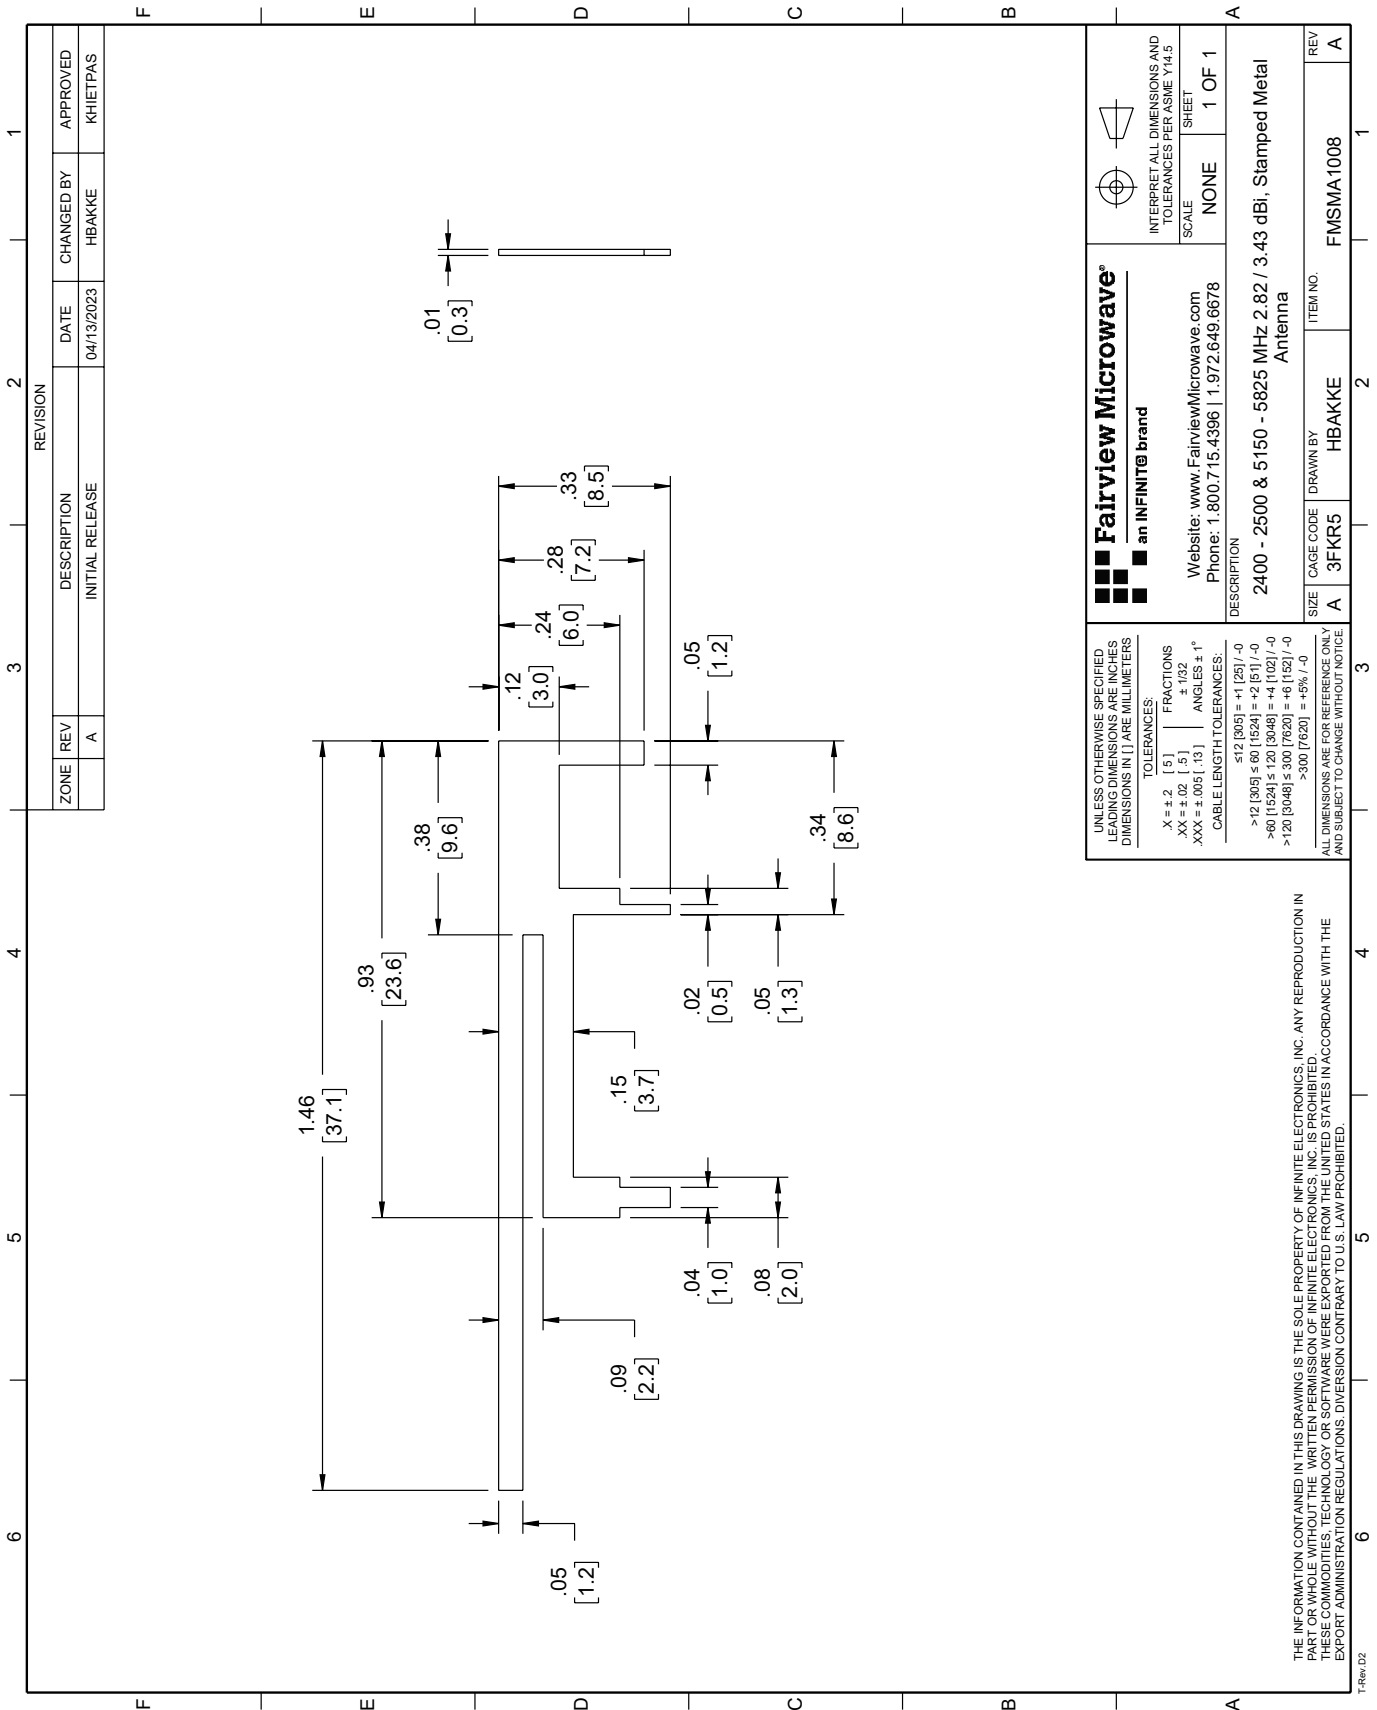 6
5
4
3
2
1
F
E
D
C
B
A
F
E
D
C
B
A
REVISION
ZONE REV DESCRIPTION DATE CHANGED BY APPROVED
A INITIAL RELEASE 04/13/2023 HBAKKE KHIETPAS
1.46
[37.1]
.93
[23.6]
.38
[9.6]
.01
[0.3]
.05
[1.2]
.12
[3.0]
.24
[6.0]
.28
[7.2]
.33
[8.5]
.09
[2.2]
.15
[3.7]
.05
[1.2]
.04
[1.0]
.02
[0.5]
.08
[2.0]
.05
[1.3]
.34
[8.6]
UNLESS OTHERWISE SPECIFIED
LEADING DIMENSIONS ARE INCHES
DIMENSIONS IN [ ] ARE MILLIMETERS
TOLERANCES:
.X = ± .2 [ 5 ] FRACTIONS
.XX = ± .02 [ .5 ] ± 1/32
.XXX = ± .005 [ .13 ] ANGLES ± 1°
CABLE LENGTH TOLERANCES:
≤12 [305] = +1 [25] / -0
>12 [305] ≤ 60 [1524] = +2 [51] / -0
>60 [1524] ≤ 120 [3048] = +4 [102] / -0
>120 [3048] ≤ 300 [7620] = +6 [152] / -0
>300 [7620] = +5% / -0
ALL DIMENSIONS ARE FOR REFERENCE ONLY
AND SUBJECT TO CHANGE WITHOUT NOTICE.
Fairview Microwave®
an INFINIT@ brand
Website: www.FairviewMicrowave.com
Phone: 1.800.715.4396 | 1.972.649.6678
INTERPRET ALL DIMENSIONS AND
TOLERANCES PER ASME Y14.5
SCALE SHEET
NONE 1 OF 1
DESCRIPTION
2400 - 2500 & 5150 - 5825 MHz 2.82 / 3.43 dBi, Stamped Metal
Antenna
SIZE CAGE CODE DRAWN BY ITEM NO. REV
A 3FKR5 HBAKKE FMSMA1008 A
THE INFORMATION CONTAINED IN THIS DRAWING IS THE SOLE PROPERTY OF INFINITE ELECTRONICS, INC. ANY REPRODUCTION IN
PART OR WHOLE WITHOUT THE WRITTEN PERMISSION OF INFINITE ELECTRONICS, INC. IS PROHIBITED.
THESE COMMODITIES, TECHNOLOGY OR SOFTWARE WERE EXPORTED FROM THE UNITED STATES IN ACCORDANCE WITH THE
EXPORT ADMINISTRATION REGULATIONS. DIVERSION CONTRARY TO U.S. LAW PROHIBITED.
6
5
4
3
2
1
T-Rev.D2